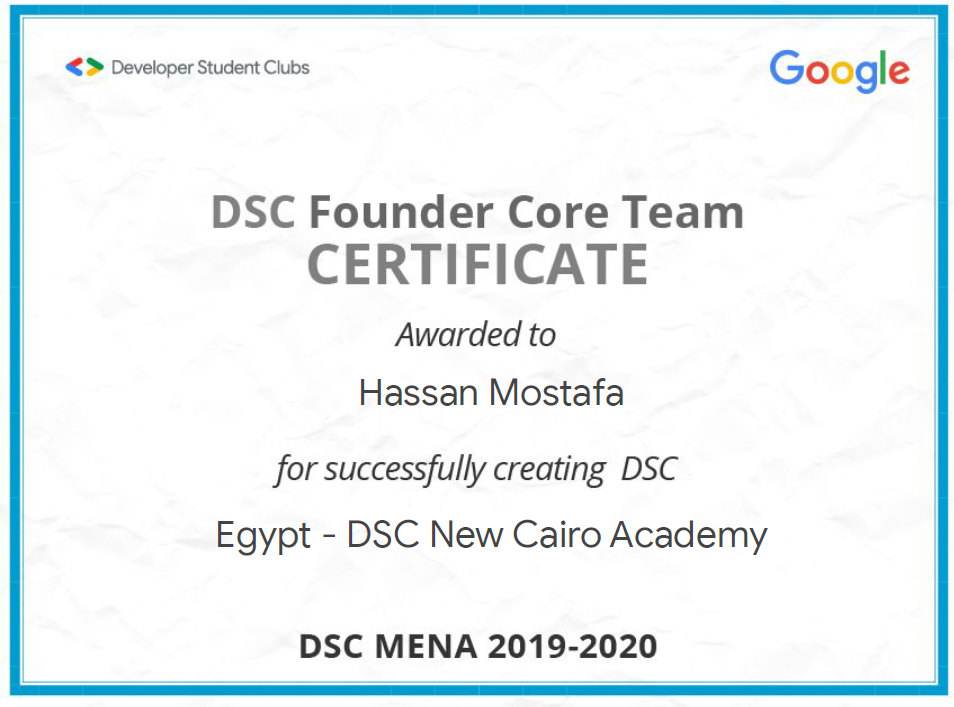 Developer Student Clubs
Google
DSC Founder Core Team
CERTIFICATE
Awarded to
Hassan Mostafa
for successfully creating DSC
Egypt - DSC New Cairo Academy
DSC MENA 2019-2020